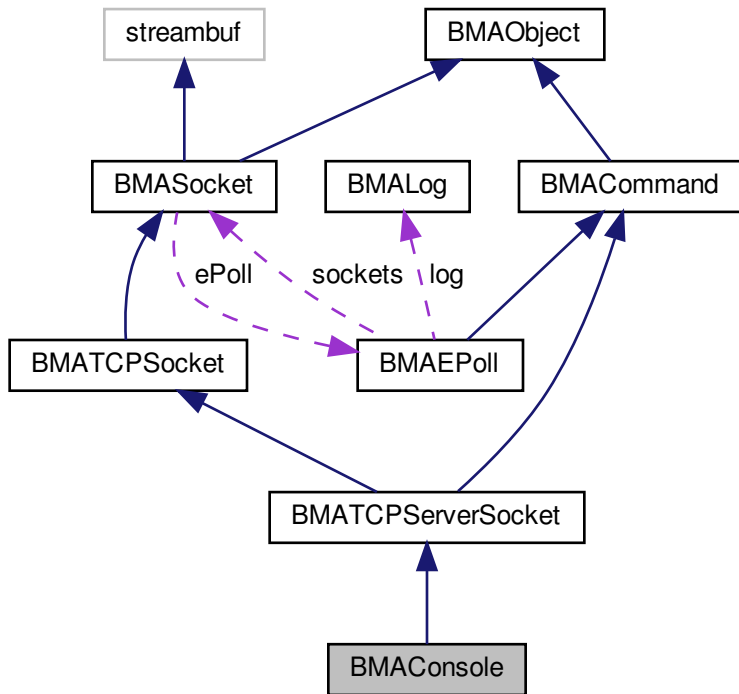 streambuf
BMAObject
BMASocket
BMALog
BMACommand
ePoll
sockets
log
BMATCPSocket
BMAEPoll
BMATCPServerSocket
BMAConsole